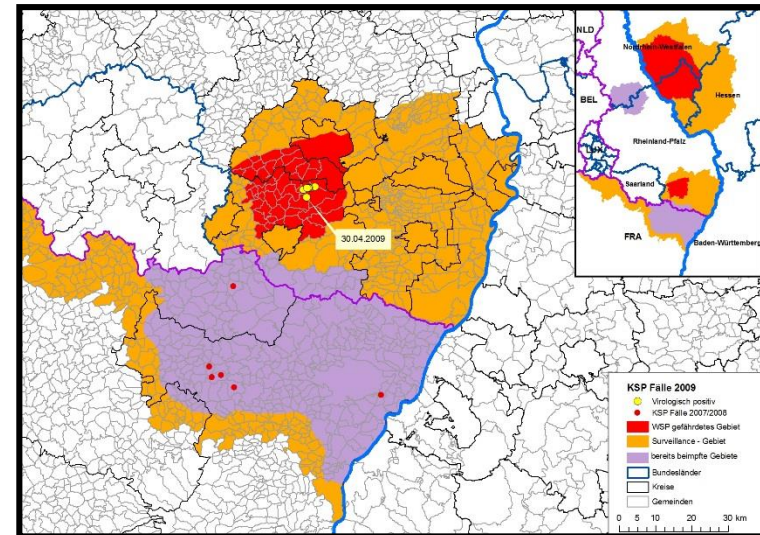 NLD
Nordrhein-Westfalen
Hessen
BEL
Rheinland-Pfalz
LUX
Saarland
FRA
Baden-Württemberg
30.04.2009
KSP Fälle 2009
Virologisch positiv
KSP Fälle 2007/2008
WSP gefährdetes Gebiet
Surveillance - Gebiet
bereits beimpfte Gebiete
Bundesländer
Kreise
Gemeinden
0 5 10 20 30 km